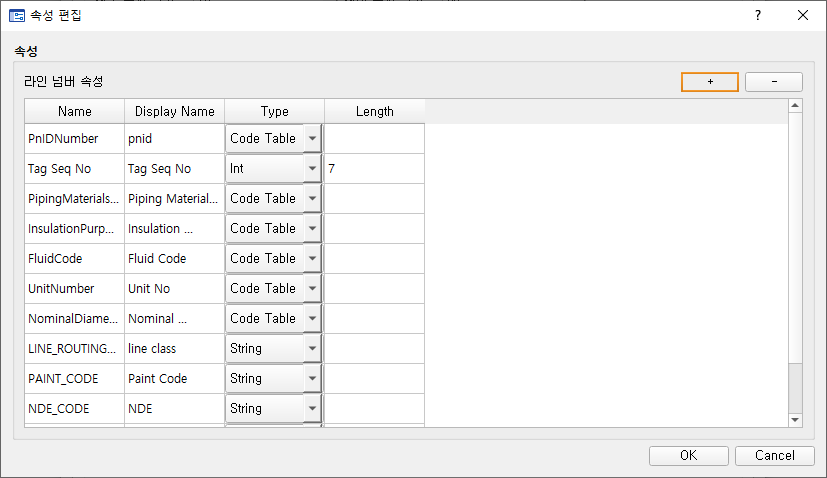 속성 편집
?
속성
라인 넘버 속성
+ -
Name Display Name Type Length
PnIDNumber pnid Code Table
Tag Seq No Tag Seq No Int 7
PipingMaterials... Piping Material... Code Table
InsulationPurp... Insulation ... Code Table
FluidCode Fluid Code Code Table
UnitNumber Unit No Code Table
NominalDiame... Nominal ... Code Table
LINE_ROUTING... line class String
PAINT_CODE Paint Code String
NDE_CODE NDE String
OK Cancel